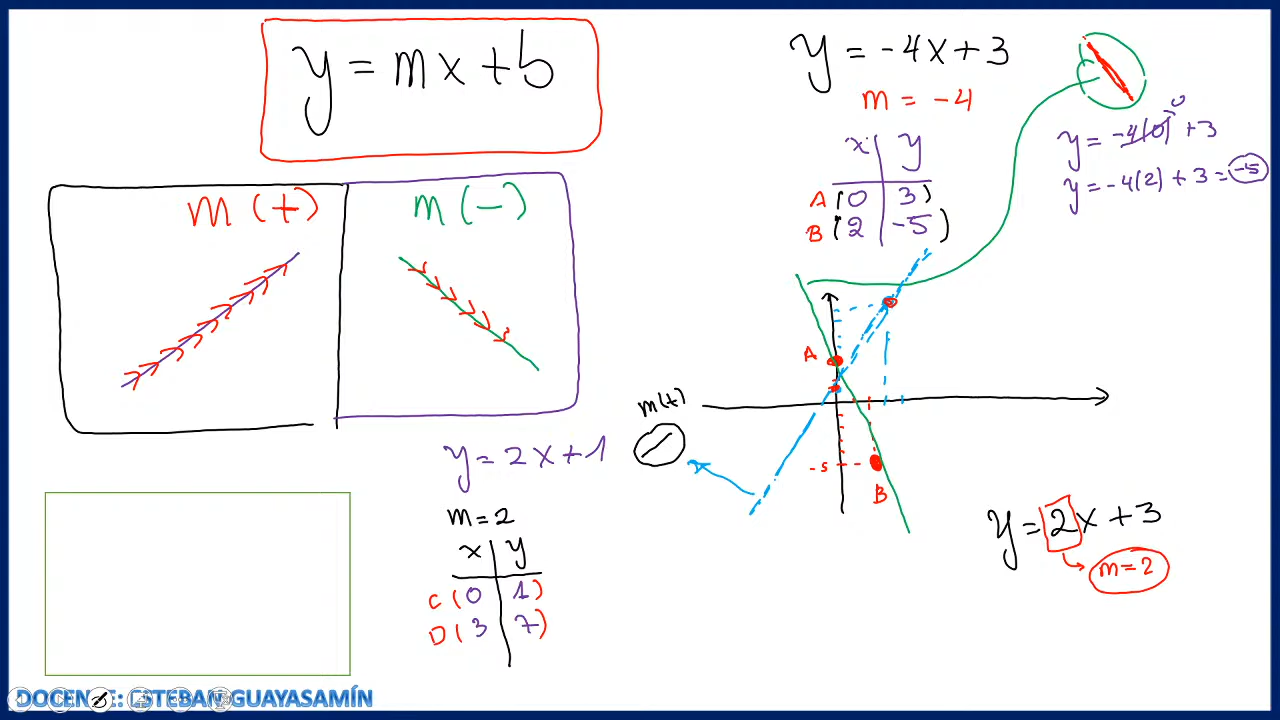 y = mx + b
m (+)
m (-)
y = -4x + 3
m = -4
x y
A (0 3)
B (2 -5)
y = -4(0) + 3
0
y = -4(2) + 3 = -5
A
m(+)
-5
B
y = 2x + 1
m = 2
x y
C (0 1)
D (3 7)
y = 2x + 3
m = 2
DOCENTE: ESTEBAN GUAYASAMÍN